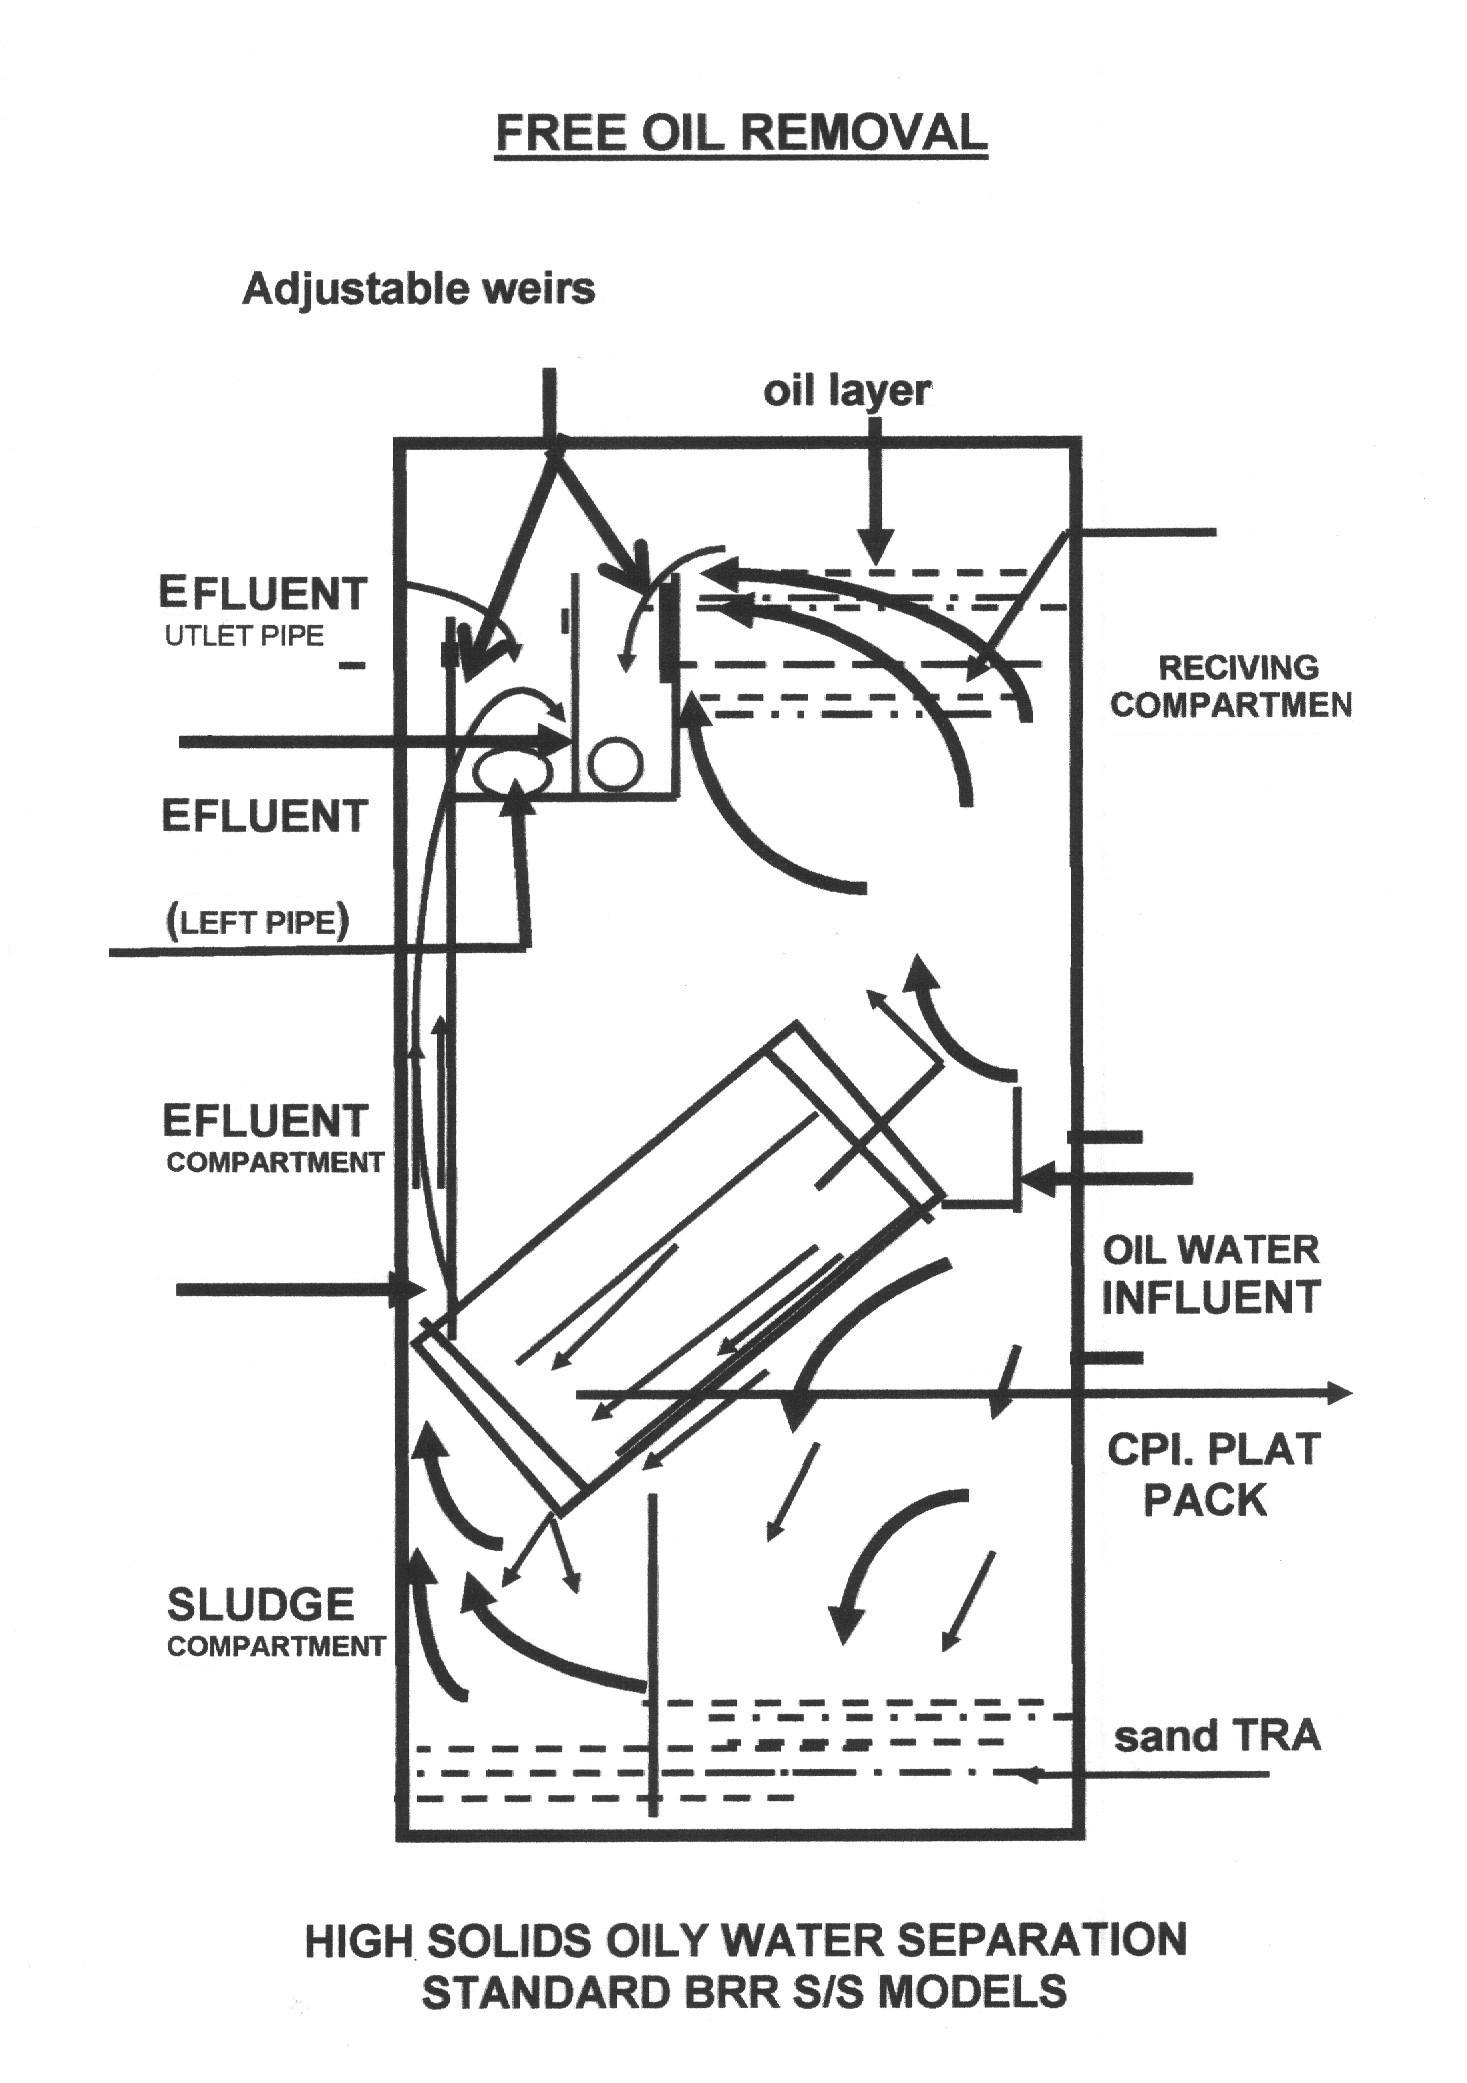 FREE OIL REMOVAL
Adjustable weirs
oil layer
EFLUENT
UTLET PIPE
RECIVING
COMPARTMEN
EFLUENT
(LEFT PIPE)
EFLUENT
COMPARTMENT
OIL WATER
INFLUENT
CPI. PLAT
PACK
SLUDGE
COMPARTMENT
sand TRA
HIGH SOLIDS OILY WATER SEPARATION
STANDARD BRR S/S MODELS